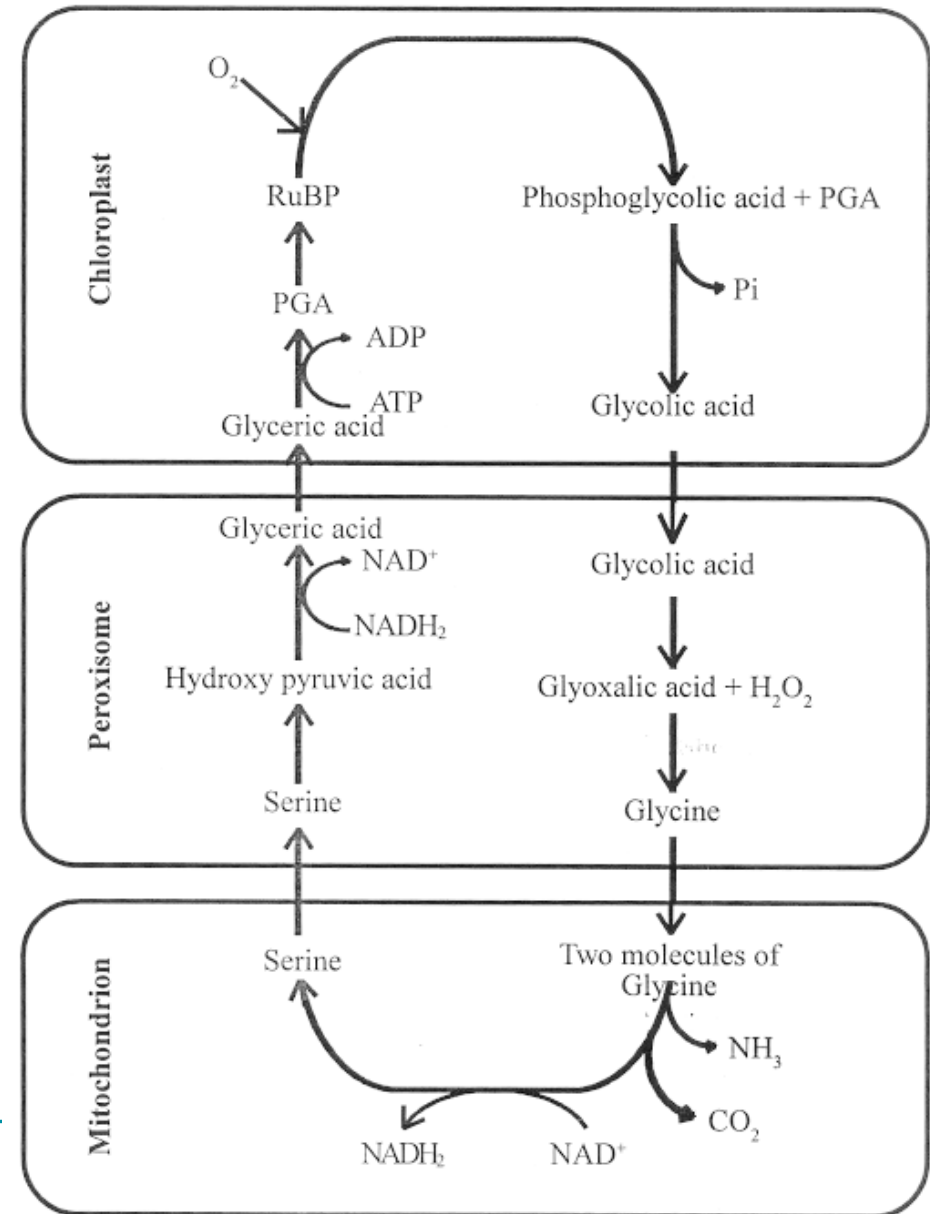 Chloroplast
O₂
RuBP
Phosphoglycolic acid + PGA
Pi
PGA
ADP
ATP
Glyceric acid
Glycolic acid
Peroxisome
Glyceric acid
NAD⁺
NADH₂
Glycolic acid
Hydroxy pyruvic acid
Glyoxalic acid + H₂O₂
Serine
Glycine
Mitochondrion
Serine
Two molecules of
Glycine
NH₃
CO₂
NADH₂
NAD⁺